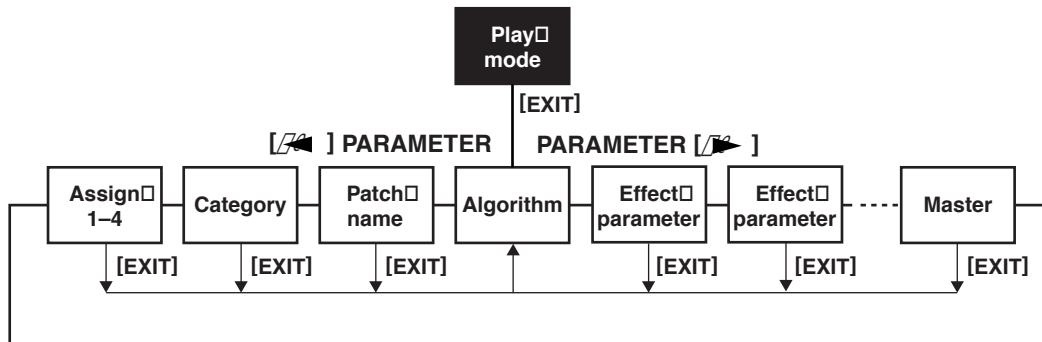 Play
mode
[EXIT]
[ ] PARAMETER
PARAMETER [ ]
Assign
1–4
Category
Patch
name
Algorithm
Effect
parameter
Effect
parameter
Master
[EXIT]
[EXIT]
[EXIT]
[EXIT]
[EXIT]
[EXIT]